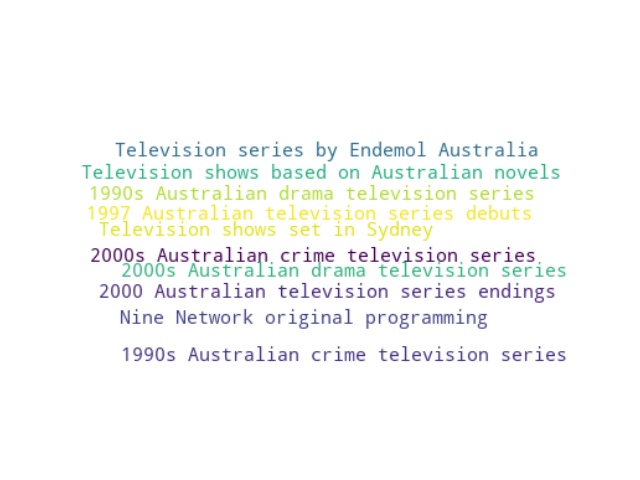 Television series by Endemol Australia
Television shows based on Australian novels
1990s Australian drama television series
1997 Australian television series debuts
Television shows set in Sydney
2000s Australian crime television series
2000s Australian drama television series
2000 Australian television series endings
Nine Network original programming
1990s Australian crime television series